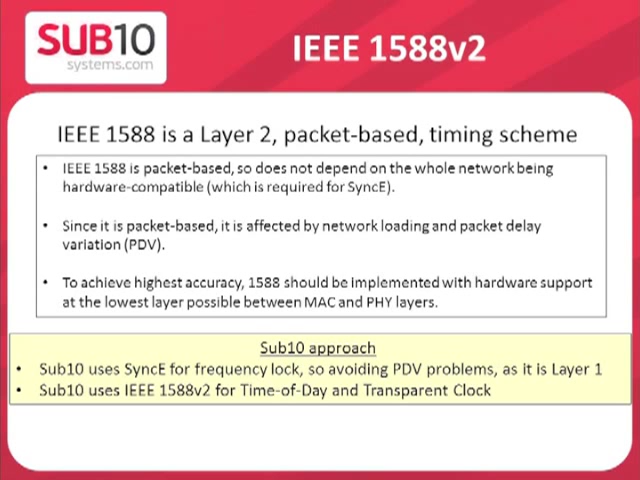 SUB10
systems.com
IEEE 1588v2
IEEE 1588 is a Layer 2, packet-based, timing scheme
• IEEE 1588 is packet-based, so does not depend on the whole network being
hardware-compatible (which is required for SyncE).
• Since it is packet-based, it is affected by network loading and packet delay
variation (PDV).
• To achieve highest accuracy, 1588 should be implemented with hardware support
at the lowest layer possible between MAC and PHY layers.
Sub10 approach
• Sub10 uses SyncE for frequency lock, so avoiding PDV problems, as it is Layer 1
• Sub10 uses IEEE 1588v2 for Time-of-Day and Transparent Clock